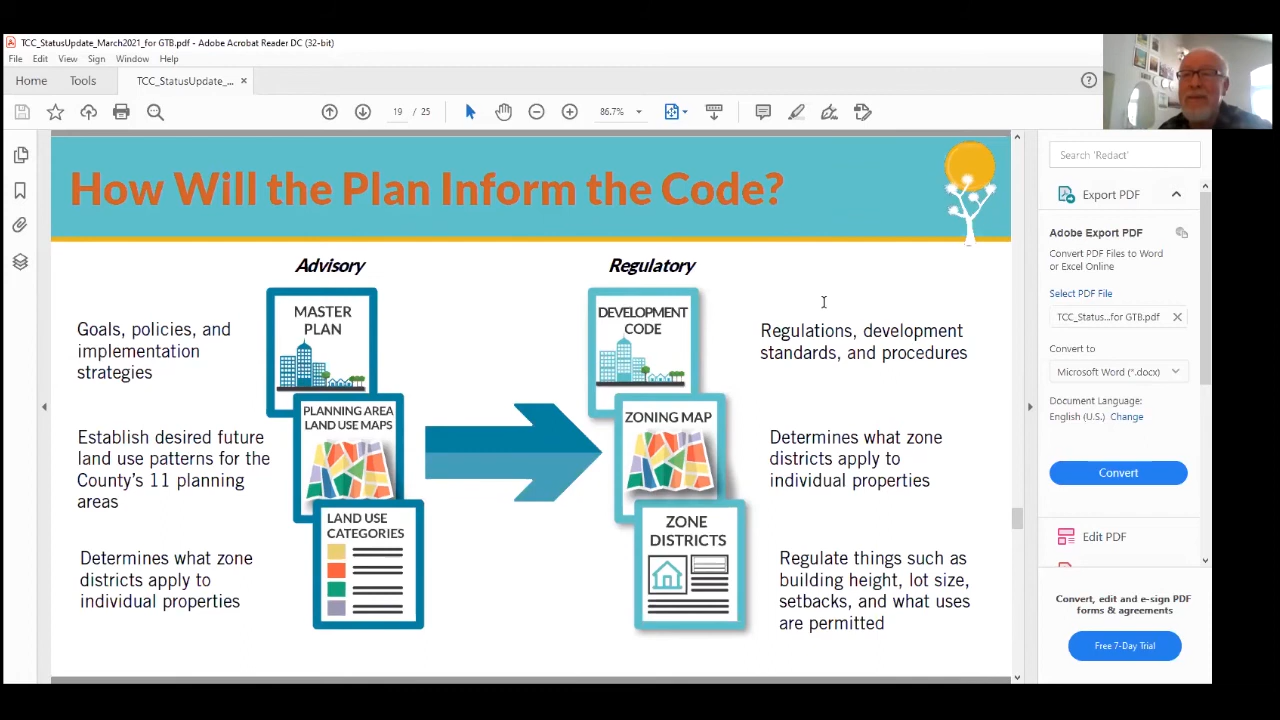 TCC_StatusUpdate_March2021_for GTB.pdf - Adobe Acrobat Reader DC (32-bit)
File Edit View Sign Window Help
Home Tools TCC_StatusUpdate_... ×
19 / 25 86.7%
How Will the Plan Inform the Code?
Advisory
MASTER
PLAN
Goals, policies, and
implementation
strategies
PLANNING AREA
LAND USE MAPS
Establish desired future
land use patterns for the
County's 11 planning
areas
LAND USE
CATEGORIES
Determines what zone
districts apply to
individual properties
Regulatory
DEVELOPMENT
CODE
Regulations, development
standards, and procedures
ZONING MAP
Determines what zone
districts apply to
individual properties
ZONE
DISTRICTS
Regulate things such as
building height, lot size,
setbacks, and what uses
are permitted
Search 'Redact'
Export PDF
Adobe Export PDF
Convert PDF Files to Word
or Excel Online
Select PDF File
TCC_Status...for GTB.pdf
Convert to
Microsoft Word (*.docx)
Document Language:
English (U.S.) Change
Convert
Edit PDF
Convert, edit and e-sign PDF
forms & agreements
Free 7-Day Trial